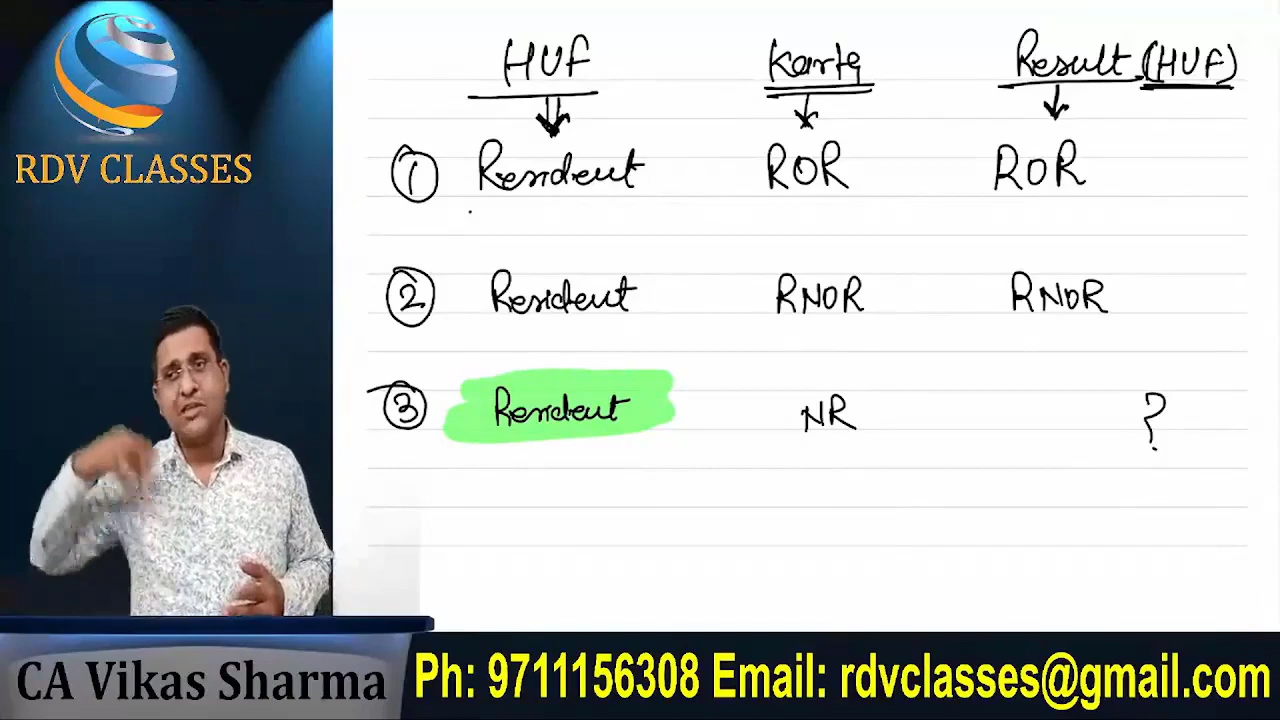 HUF Karta Result (HUF)
RDV CLASSES
① Resident ROR ROR
② Resident RNOR RNOR
③ Resident NR ?
CA Vikas Sharma
Ph: 9711156308 Email: rdvclasses@gmail.com